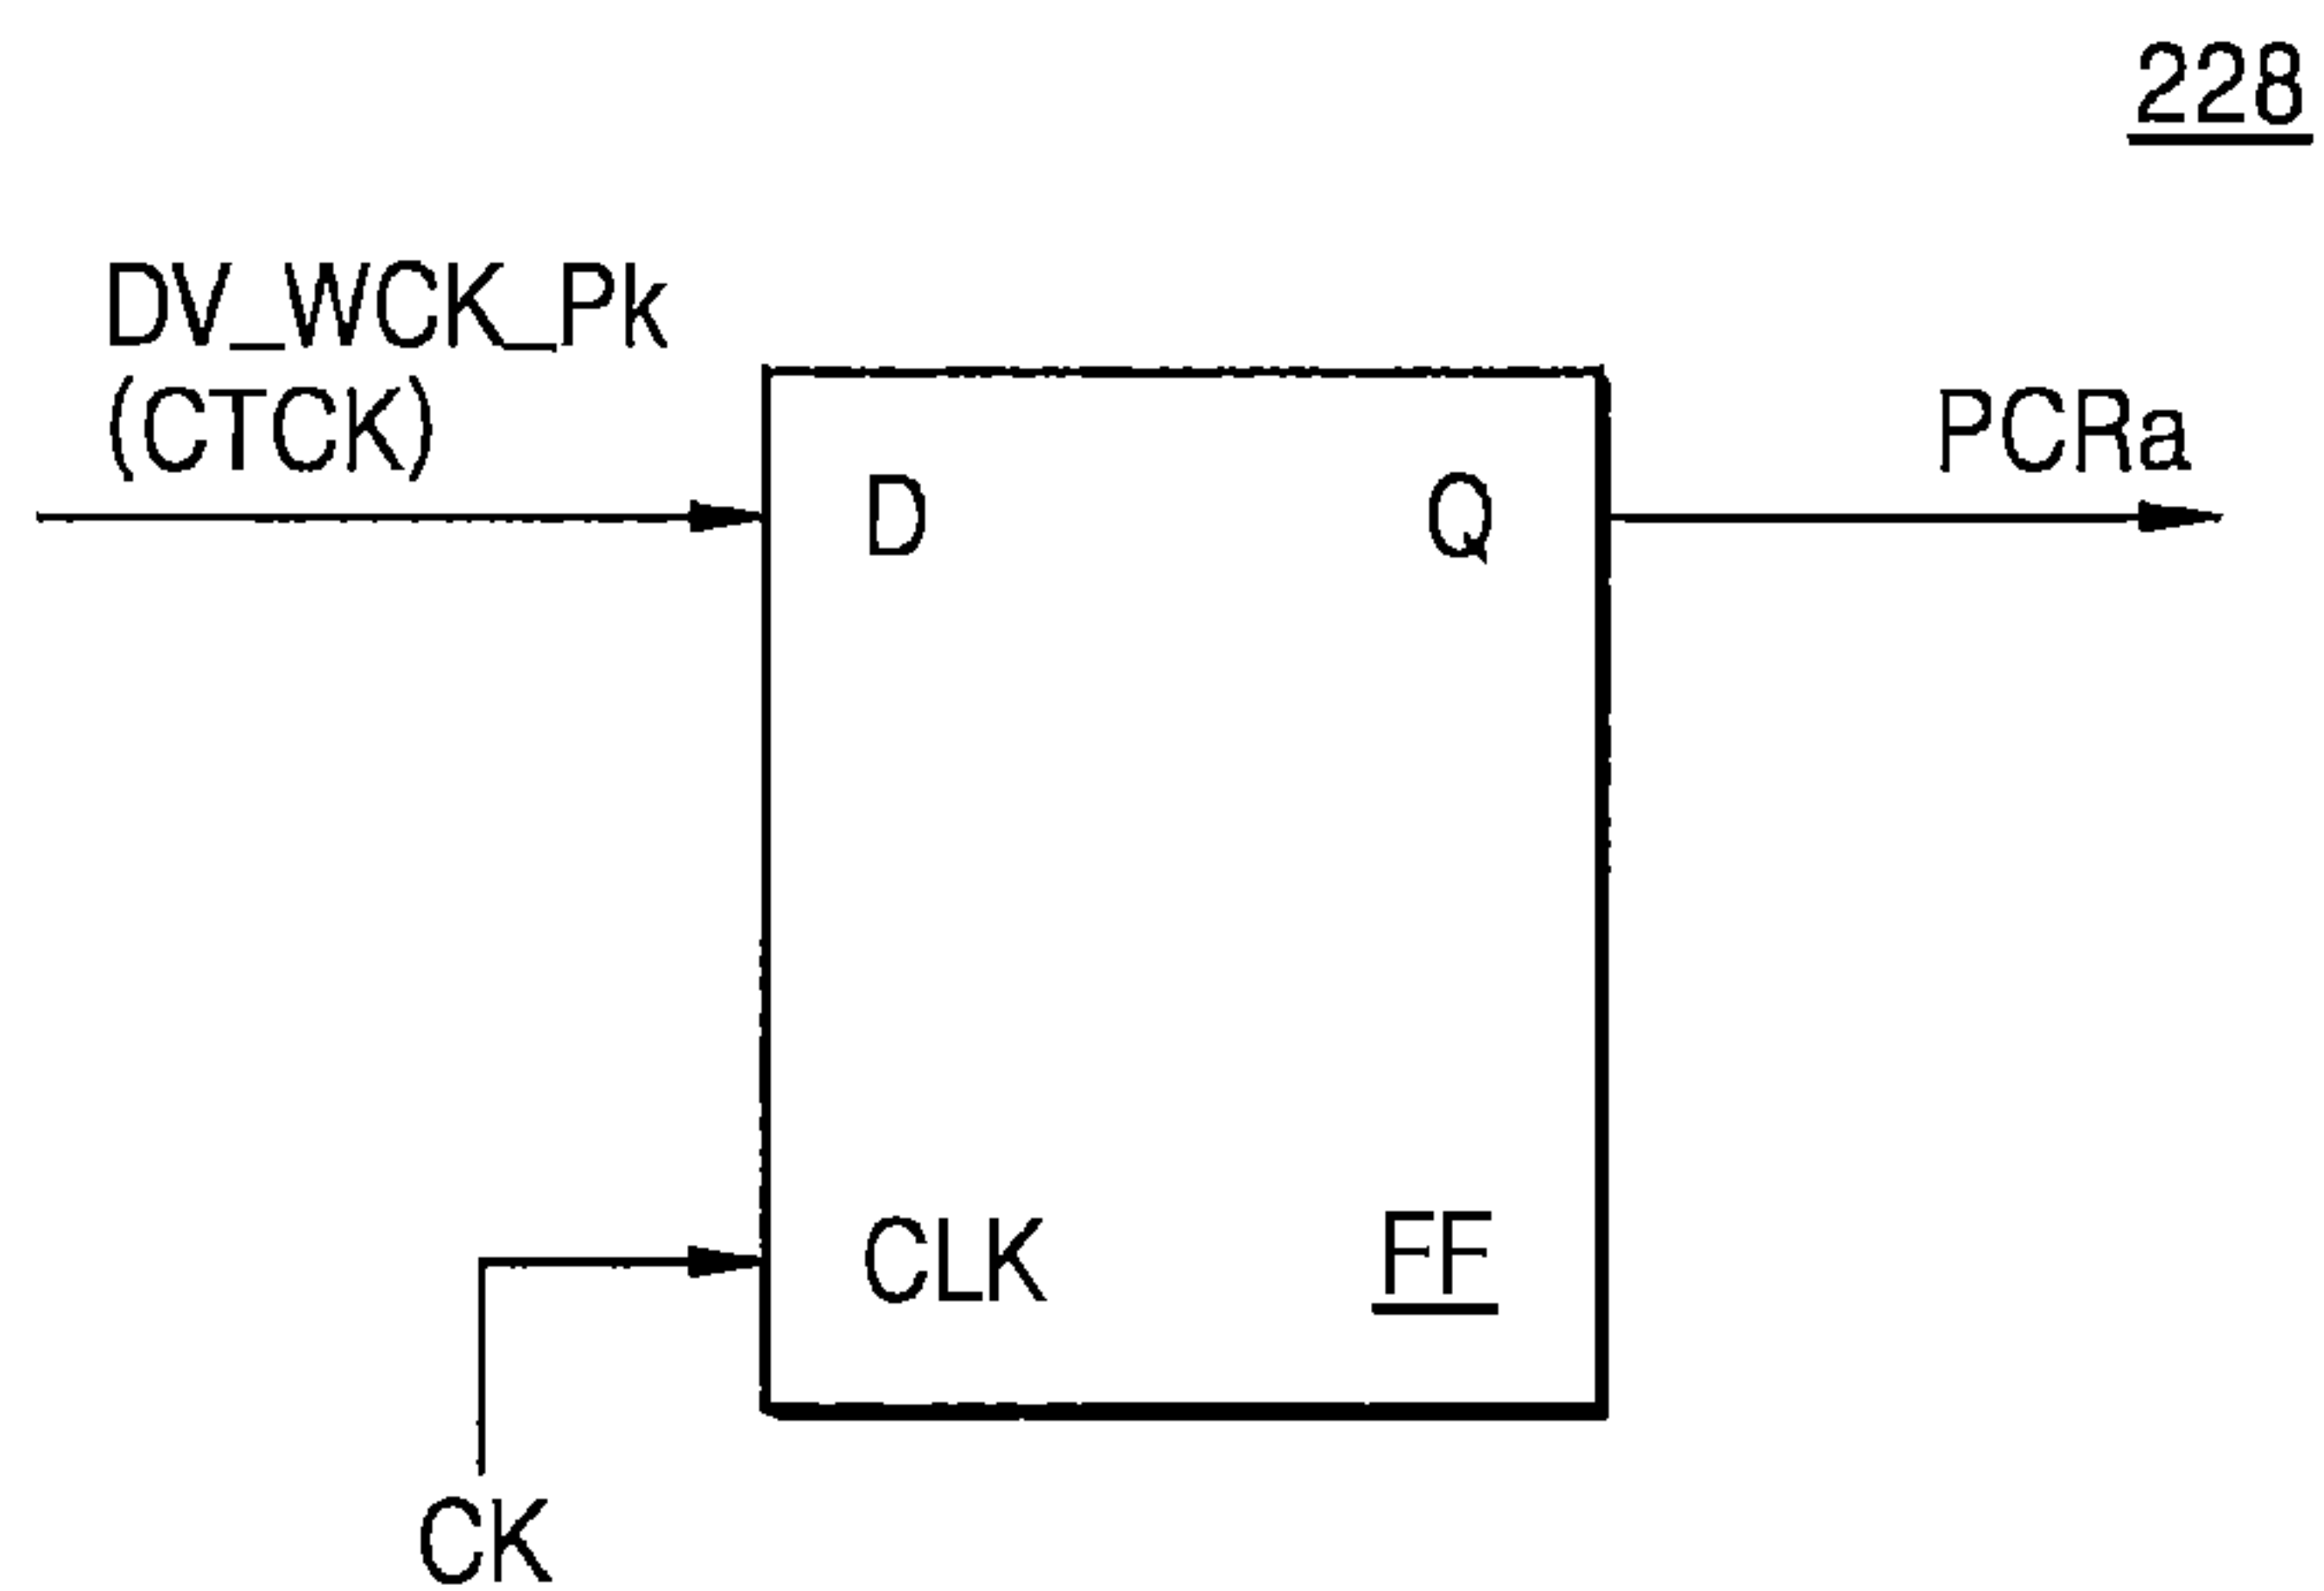 228
DV_WCK_Pk
(CTCK)
PCRa
D
Q
CLK
FF
CK